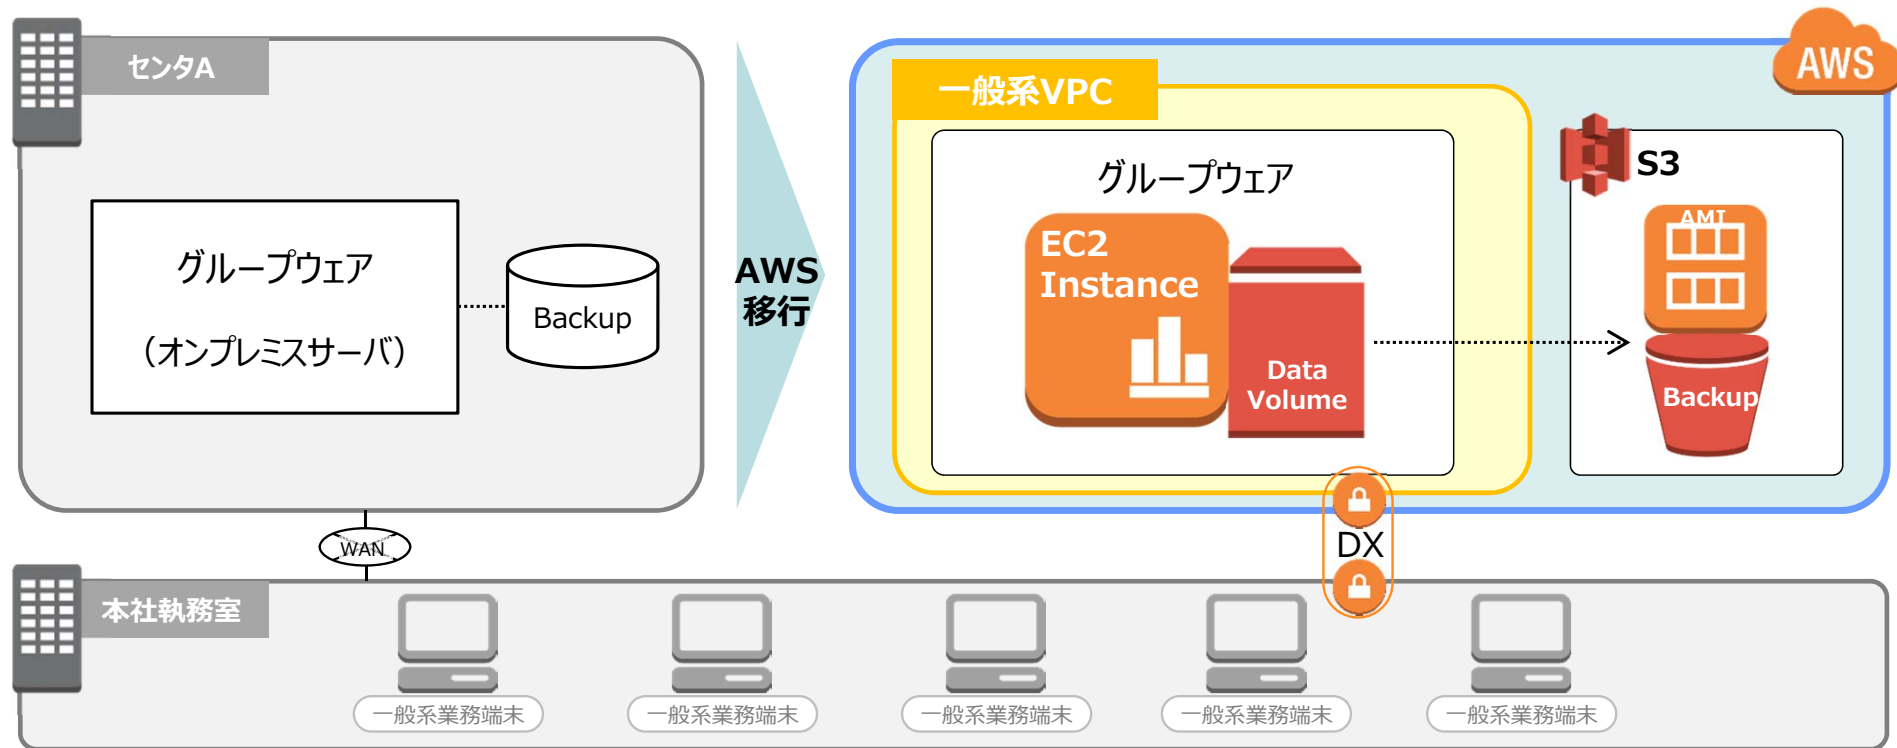 センタA
グループウェア
（オンプレミスサーバ）
Backup
WAN
AWS
移行
AWS
一般系VPC
グループウェア
EC2
Instance
Data
Volume
S3
AMI
Backup
DX
本社執務室
一般系業務端末
一般系業務端末
一般系業務端末
一般系業務端末
一般系業務端末